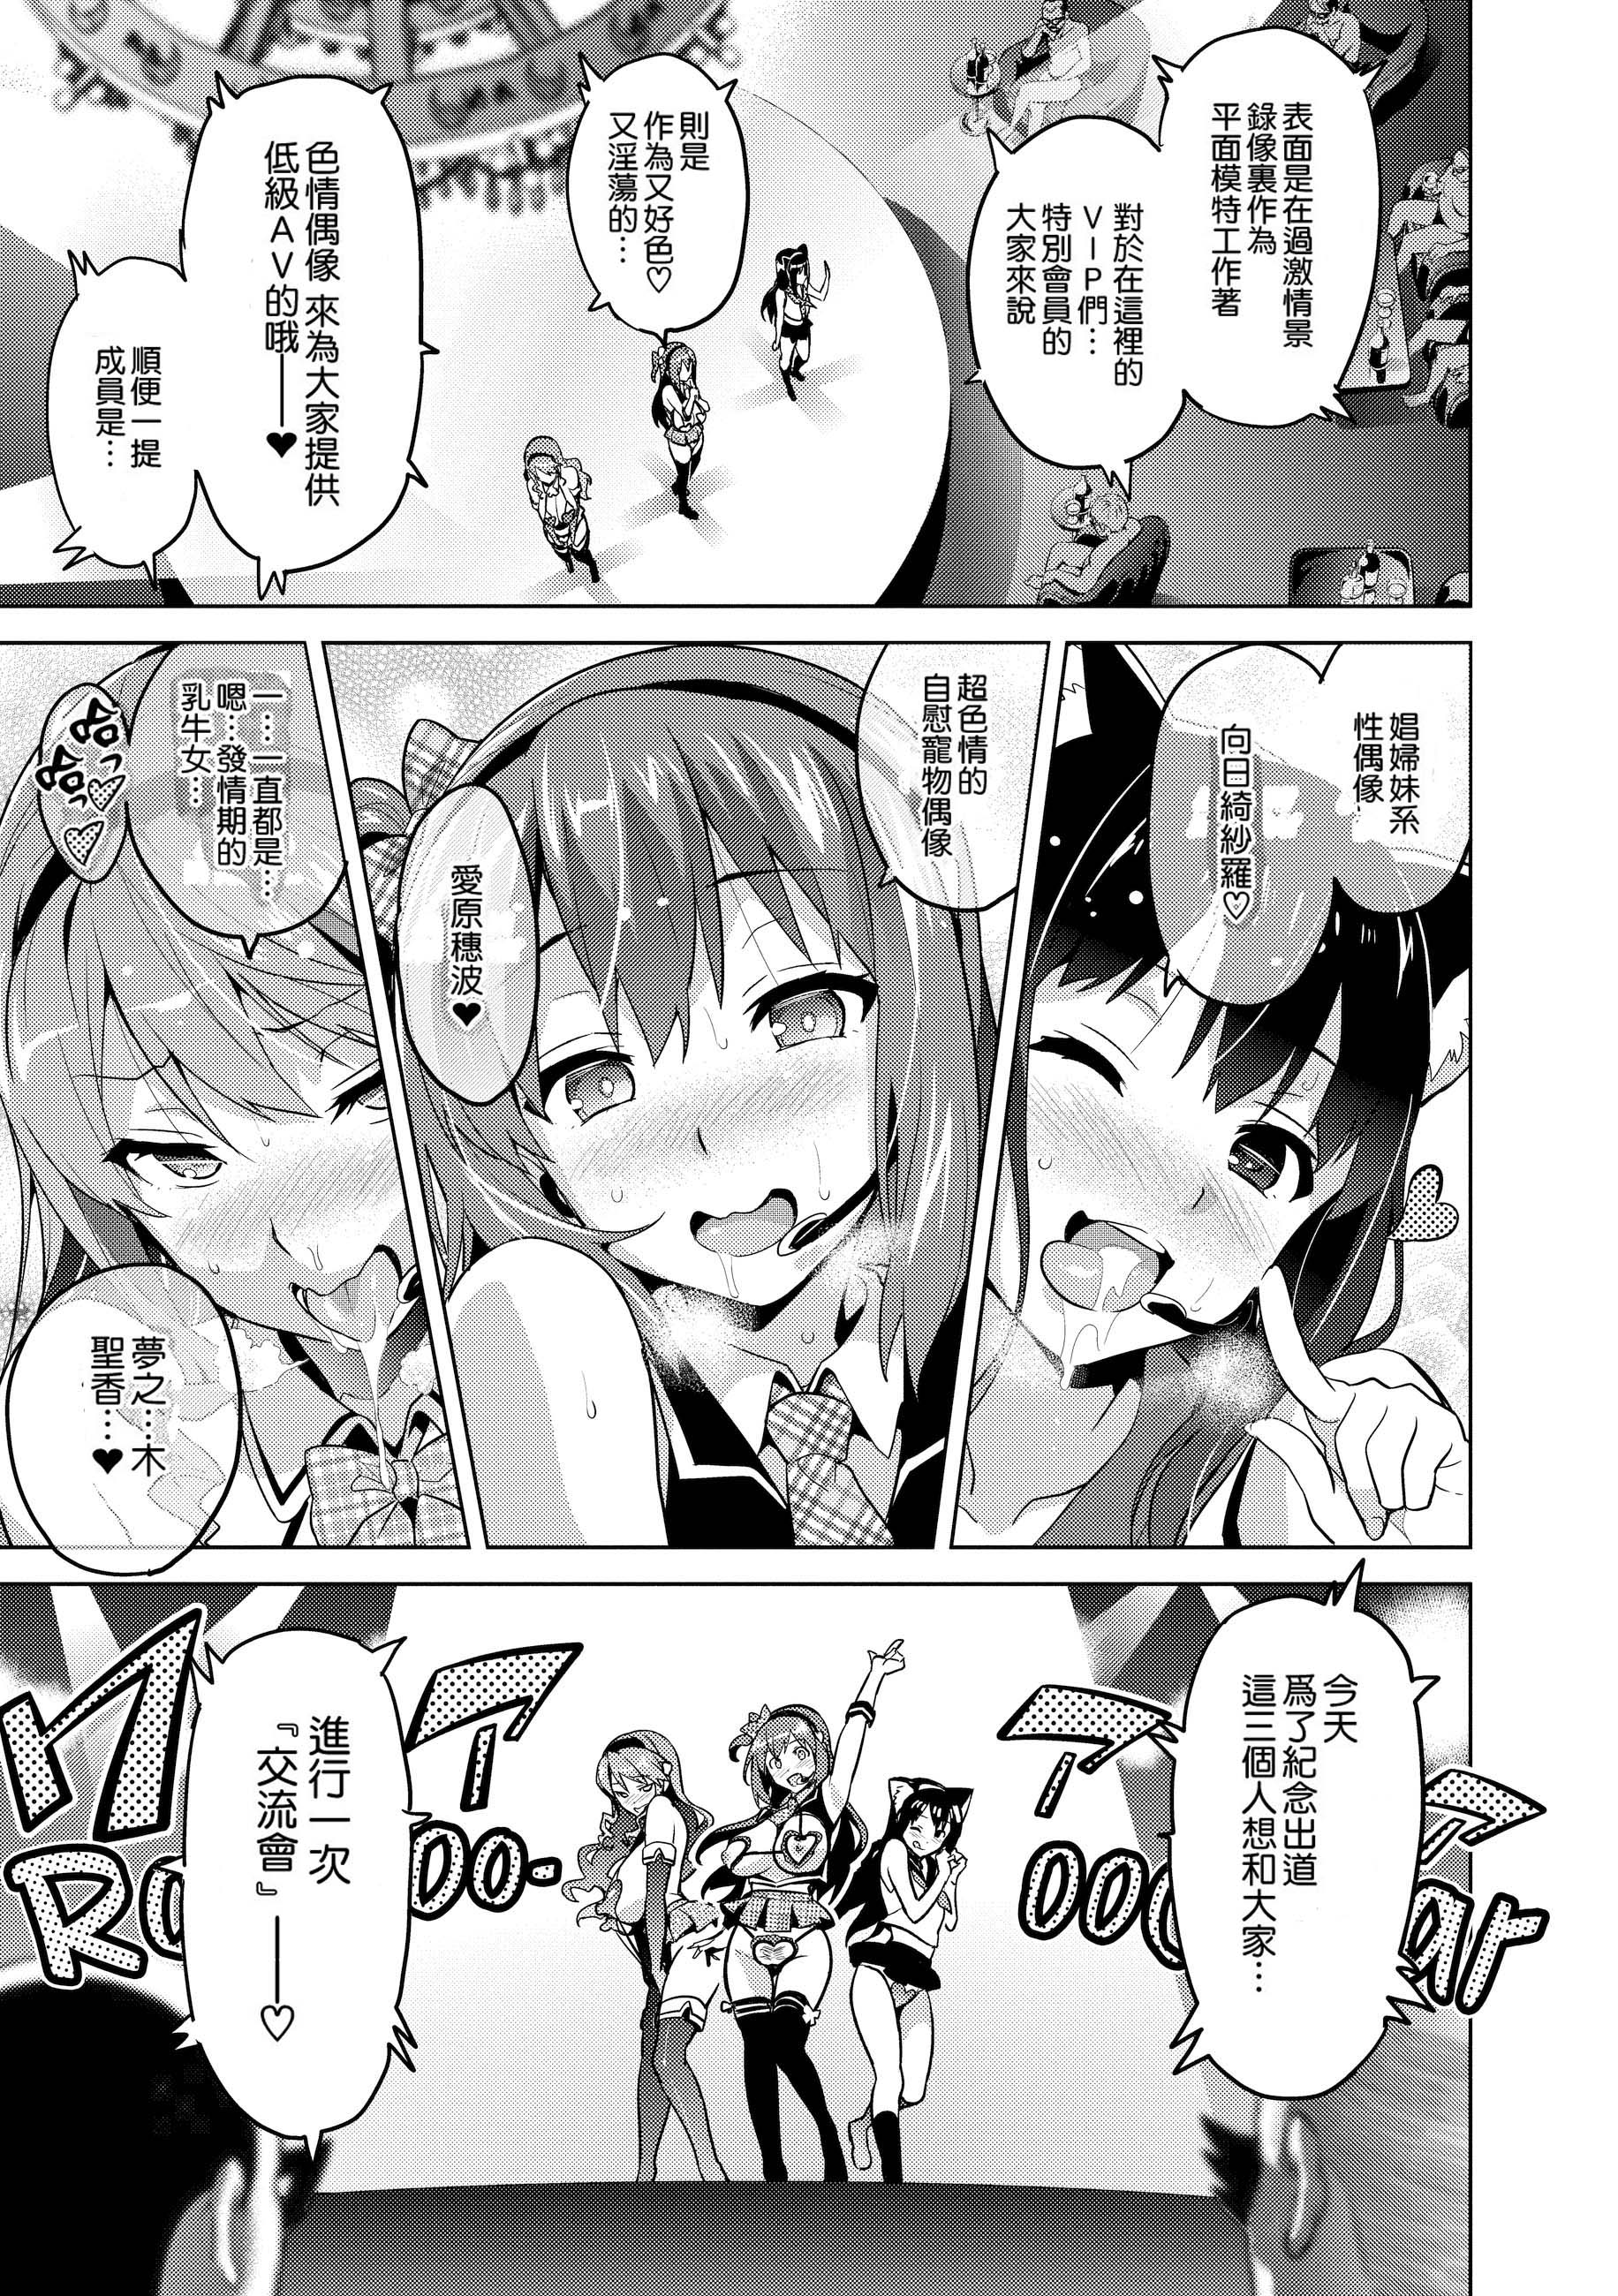 表面是在過激情景
錄像裏作為
平面模特工作著
對於在這裡的
VIP們…
特別會員的
大家來說
則是
作為又好色♡
又淫蕩的…
色情偶像來為大家提供
低級AV的哦——♥
順便一提
成員是…
娼婦妹系
性偶像
向日綺紗羅♡
超色情的
自慰寵物偶像
愛原穗波♥
一…一直都是…
嗯…發情期的
乳牛女…
哈…
哈…
夢之…木
聖香…♥
今天
爲了紀念出道
這三個人想和大家…
進行一次
『交流會』——♡